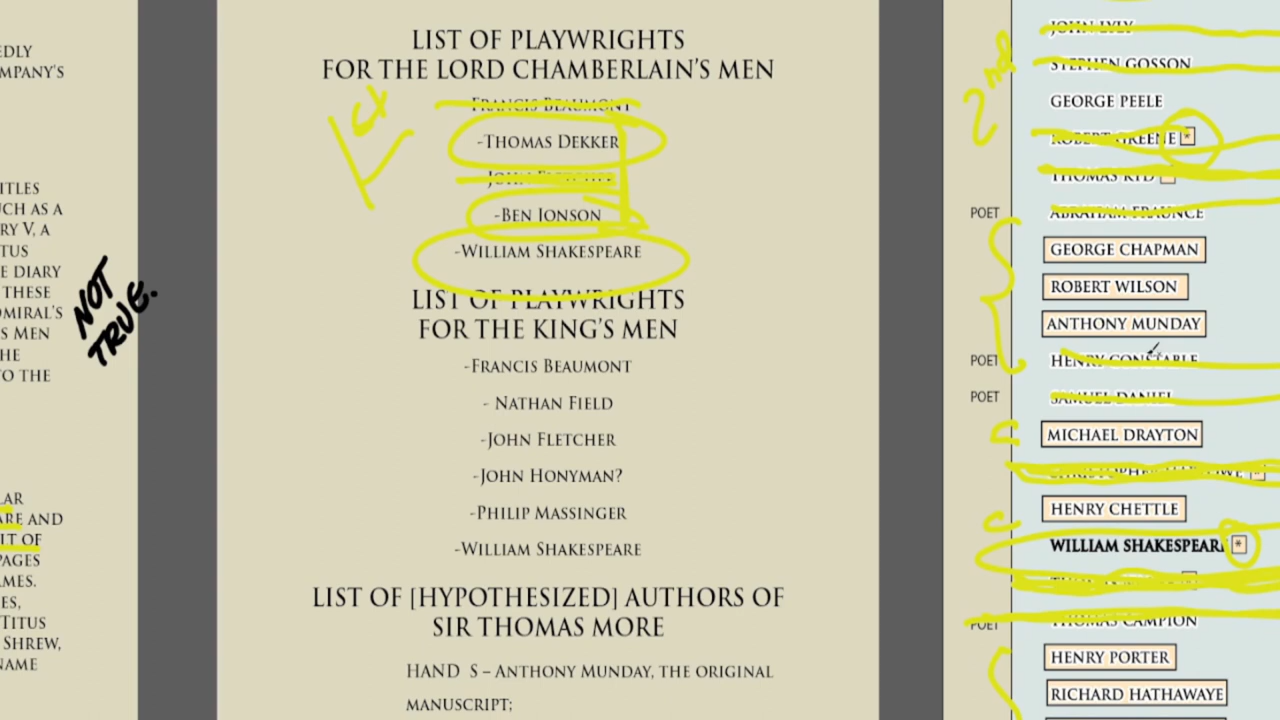 EDLY
MPANY'S
ITLES
UCH AS A
RY V, A
TUS
E DIARY
THESE
DMIRAL'S
S MEN
HE
TO THE
NOT
TRUE.
LAR
ARE AND
IT OF
PAGES
AMES.
ES,
TITUS
SHREW,
NAME
LIST OF PLAYWRIGHTS
FOR THE LORD CHAMBERLAIN'S MEN
1st
FRANCIS BEAUMONT
-THOMAS DEKKER
JOHN FLETCHER
-BEN IONSON
-WILLIAM SHAKESPEARE
LIST OF PLAYWRIGHTS
FOR THE KING'S MEN
-FRANCIS BEAUMONT
- NATHAN FIELD
-JOHN FLETCHER
-JOHN HONYMAN?
-PHILIP MASSINGER
-WILLIAM SHAKESPEARE
LIST OF [HYPOTHESIZED] AUTHORS OF
SIR THOMAS MORE
HAND S – ANTHONY MUNDAY, THE ORIGINAL
MANUSCRIPT;
2nd
JOHN LYLY
STEPHEN GOSSON
GEORGE PEELE
ROBERT GREENE *
THOMAS KYD
POET ABRAHAM FRAUNCE
GEORGE CHAPMAN
ROBERT WILSON
ANTHONY MUNDAY
POET HENRY CONSTABLE
POET SAMUEL DANIEL
MICHAEL DRAYTON
HENRY CHETTLE
WILLIAM SHAKESPEARE *
POET THOMAS CAMPION
HENRY PORTER
RICHARD HATHAWAYE